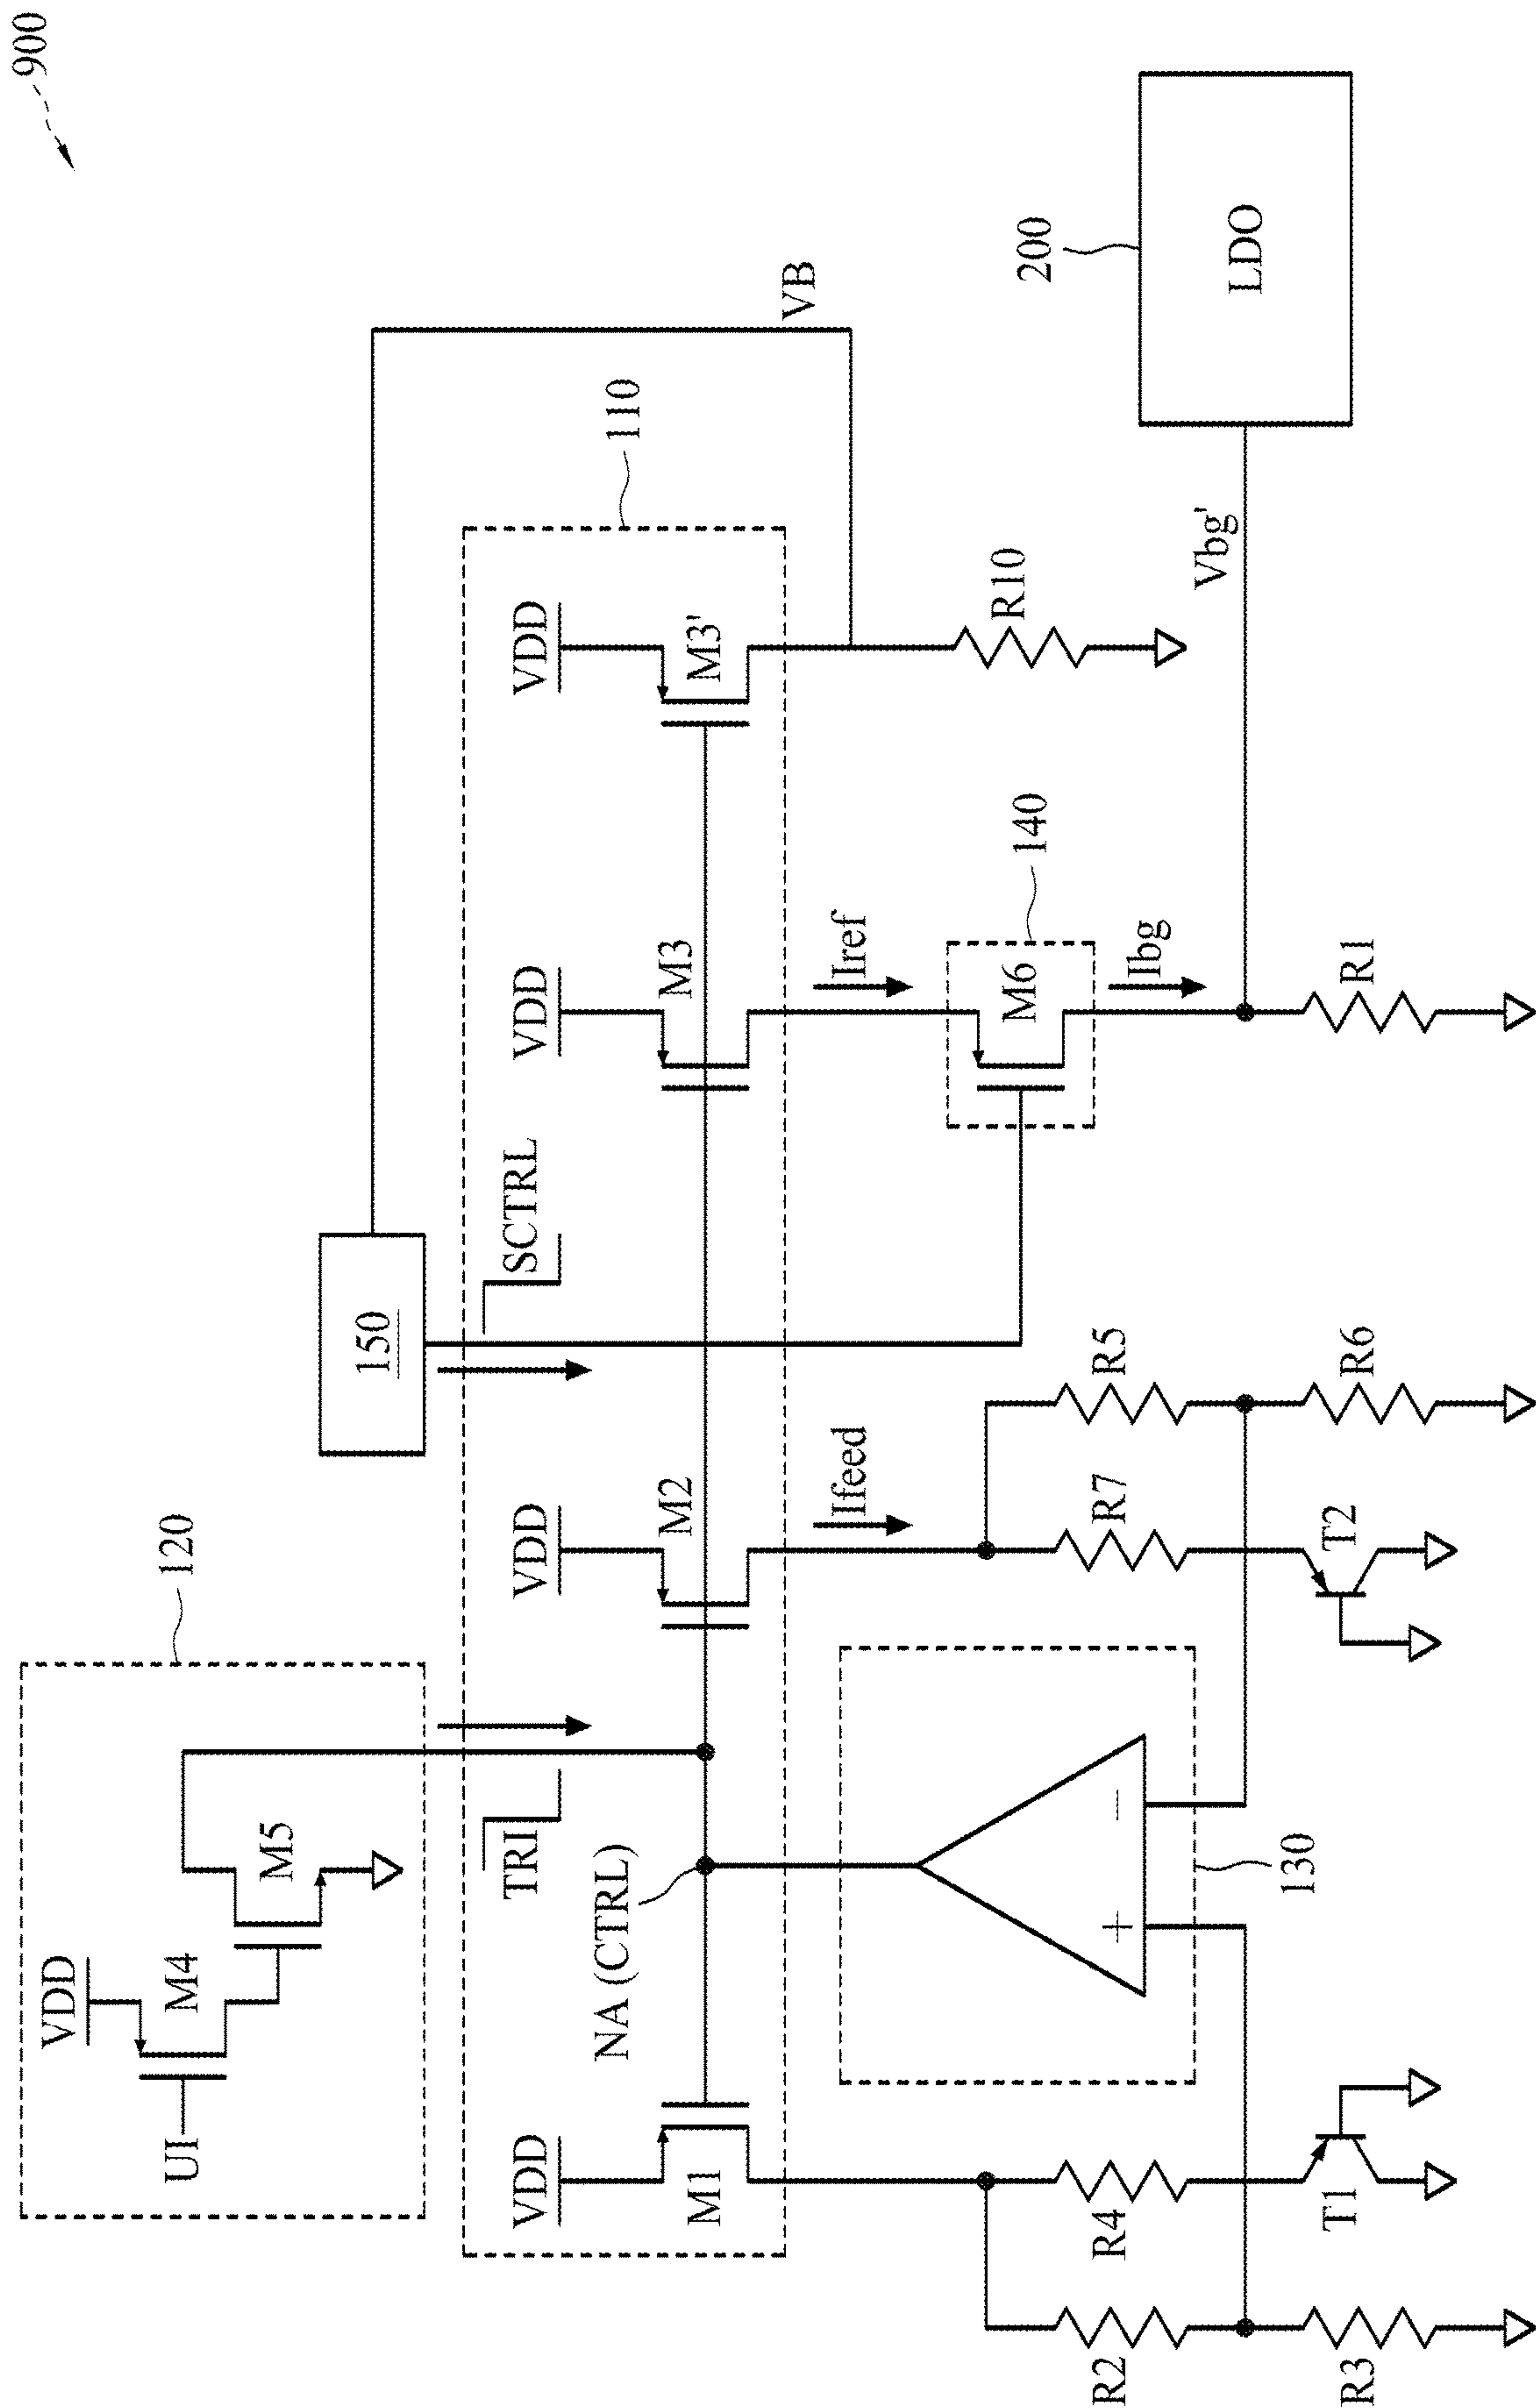 900
120
VDD
M4
UI
M5
150
VB
TRI
SCTRL
110
VDD
M1
VDD
M2
VDD
M3
VDD
M3'
NA (CTRL)
Ifeed
Iref
140
M6
Ibg
200
LDO
Vbg'
R10
130
+
−
R2
R4
R7
R5
R3
T1
T2
R6
R1